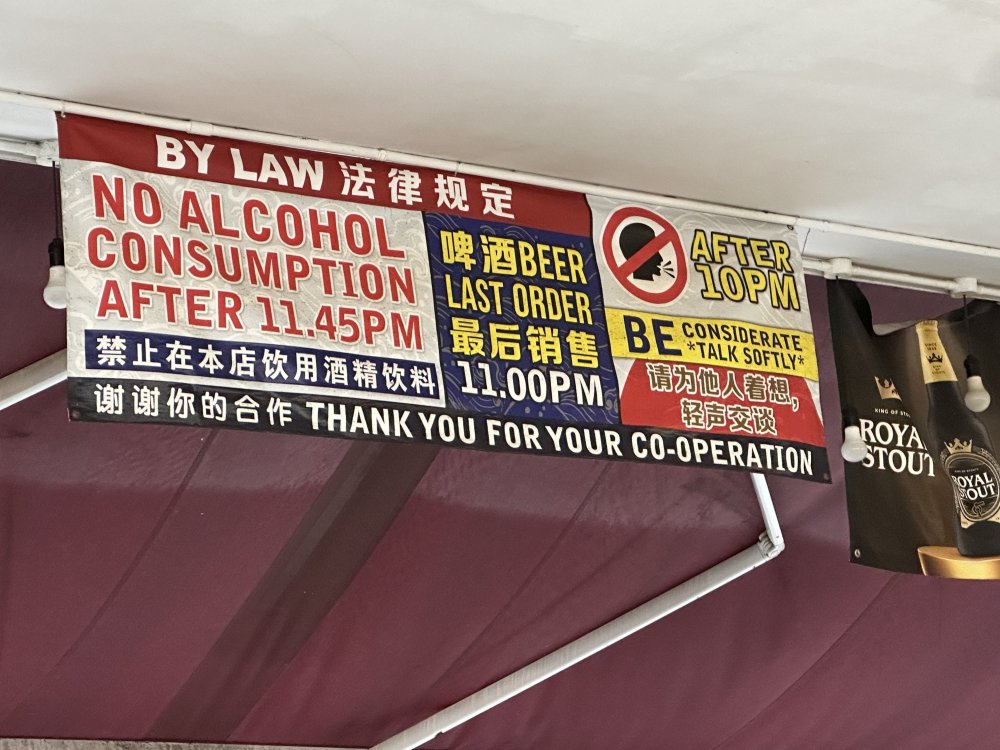 BY LAW 法律规定
NO ALCOHOL
CONSUMPTION
AFTER 11.45PM
禁止在本店饮用酒精饮料
啤酒BEER
LAST ORDER
最后销售
11.00PM
AFTER
10PM
BE CONSIDERATE
*TALK SOFTLY*
请为他人着想，
轻声交谈
谢谢你的合作 THANK YOU FOR YOUR CO-OPERATION
KING OF
ROYAL
STOUT
ROYAL
STOUT